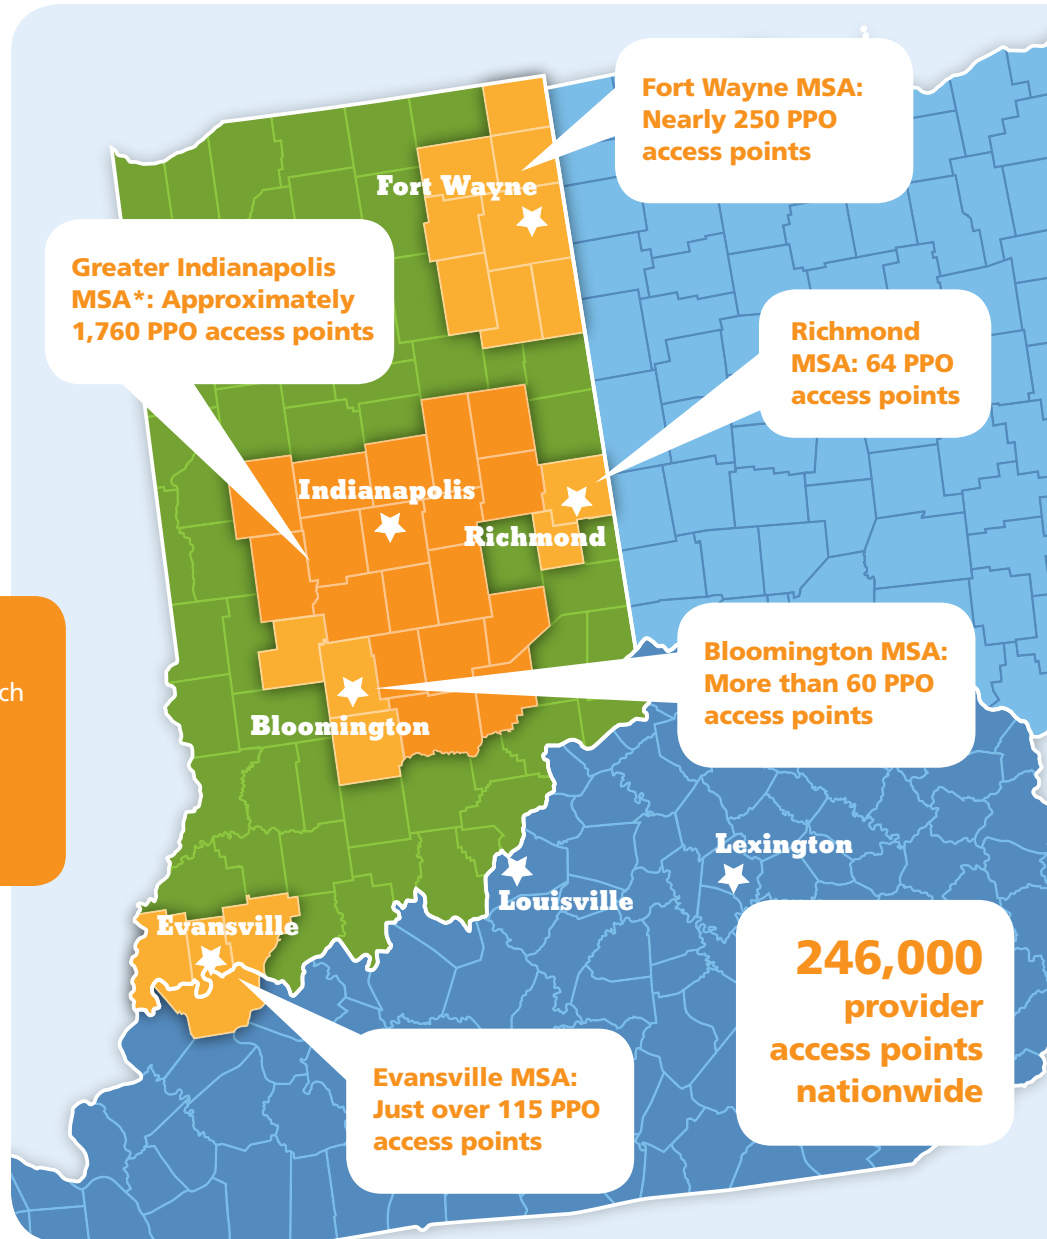 Fort Wayne MSA:
Nearly 250 PPO
access points
Fort Wayne
Greater Indianapolis
MSA*: Approximately
1,760 PPO access points
Richmond
MSA: 64 PPO
access points
Indianapolis
Richmond
Bloomington MSA:
More than 60 PPO
access points
ch
Bloomington
Lexington
Louisville
Evansville
246,000
provider
access points
nationwide
Evansville MSA:
Just over 115 PPO
access points